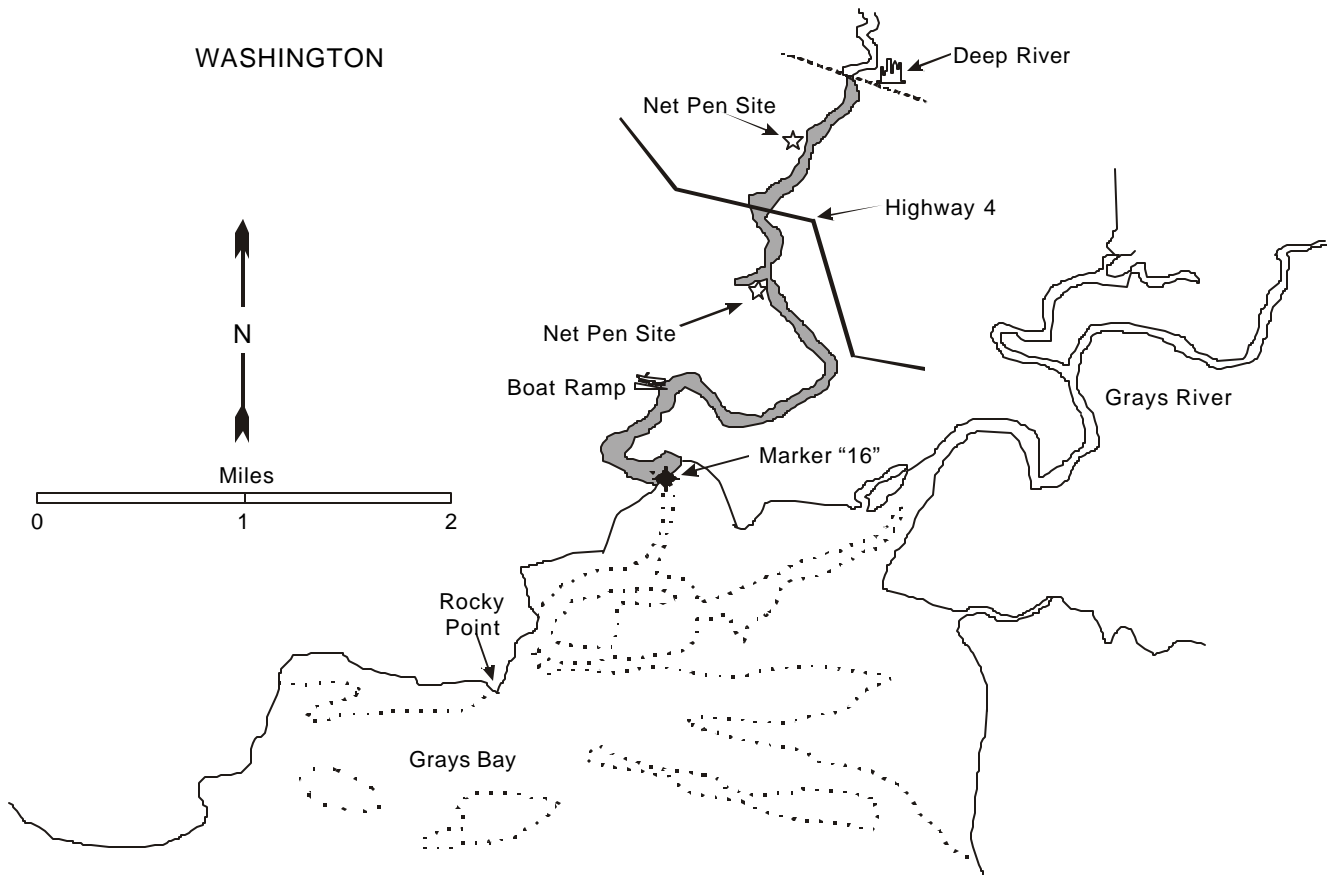 WASHINGTON
Deep River
Net Pen Site
Highway 4
N
Net Pen Site
Boat Ramp
Grays River
Marker “16”
Miles
0 1 2
Rocky
Point
Grays Bay